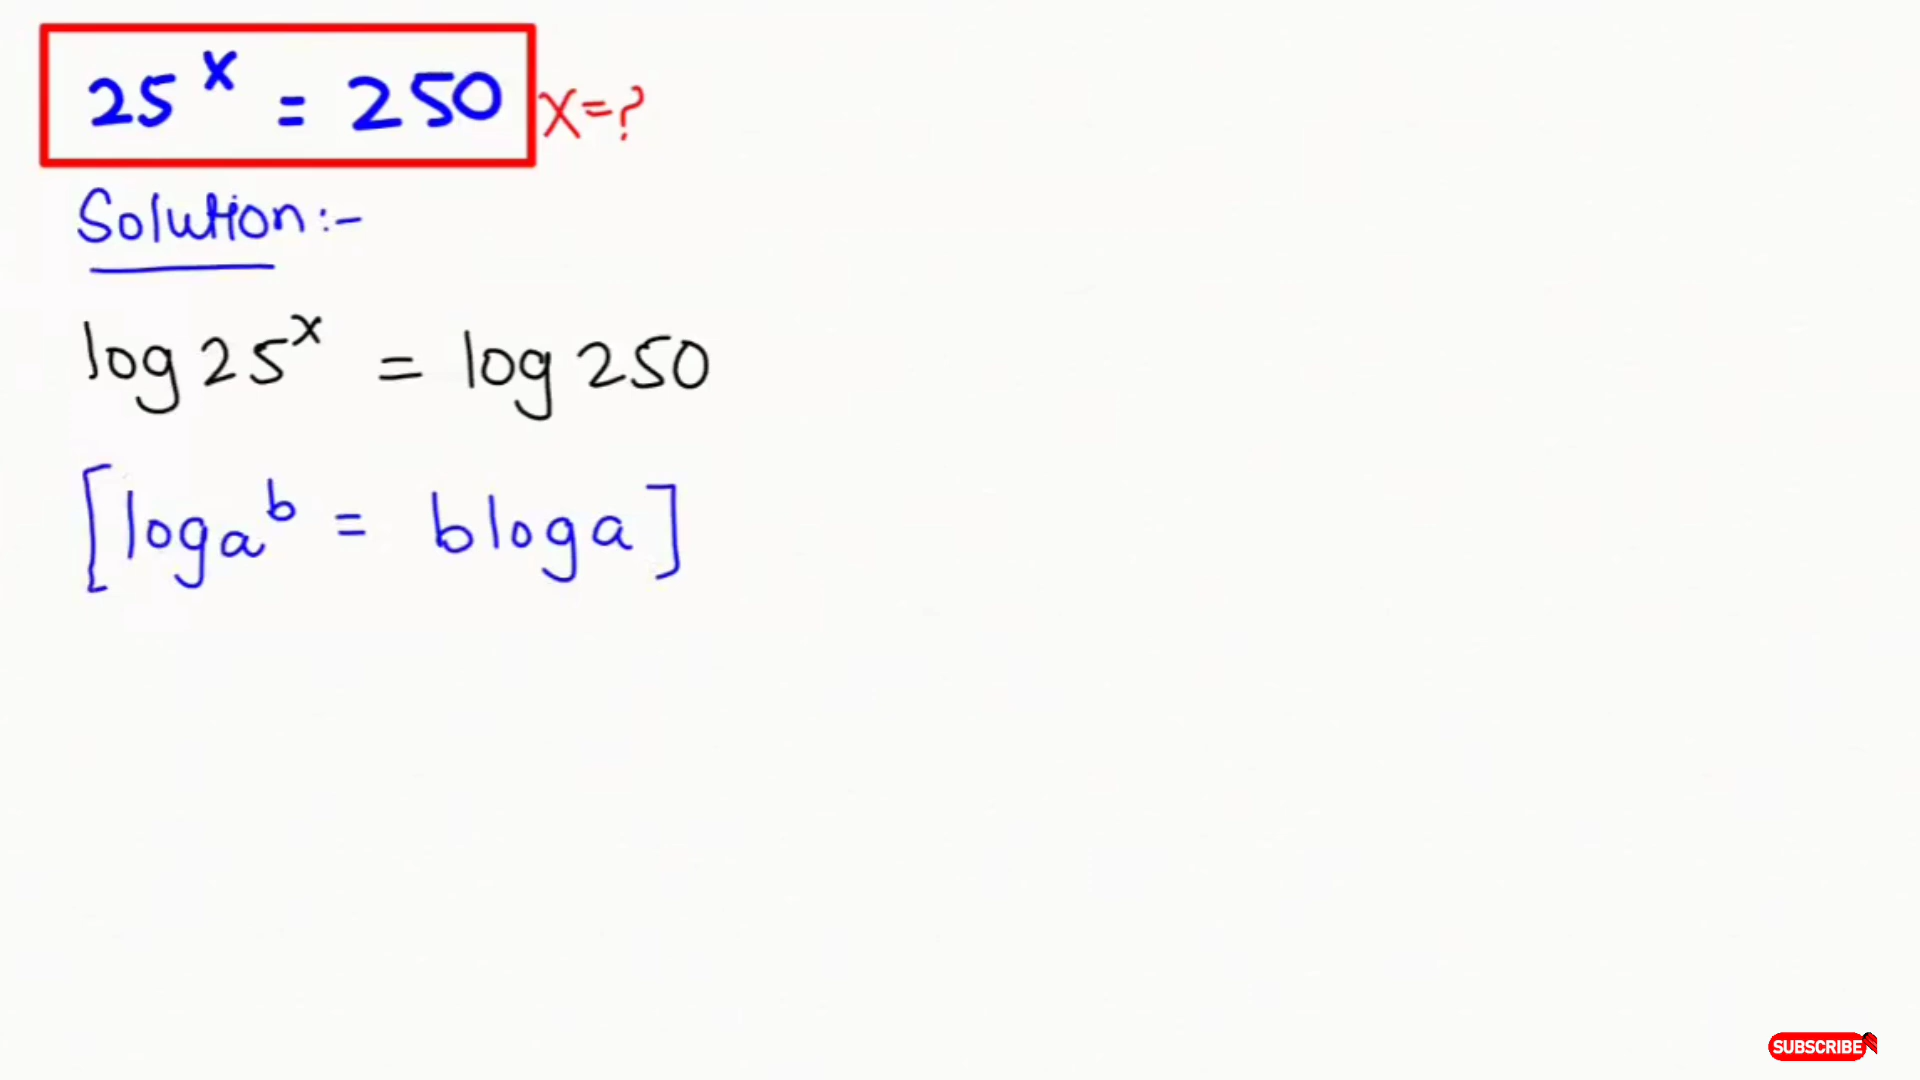 25^x = 250 x=?
Solution:-
log 25^x = log 250
[log a^b = b log a]
SUBSCRIBE